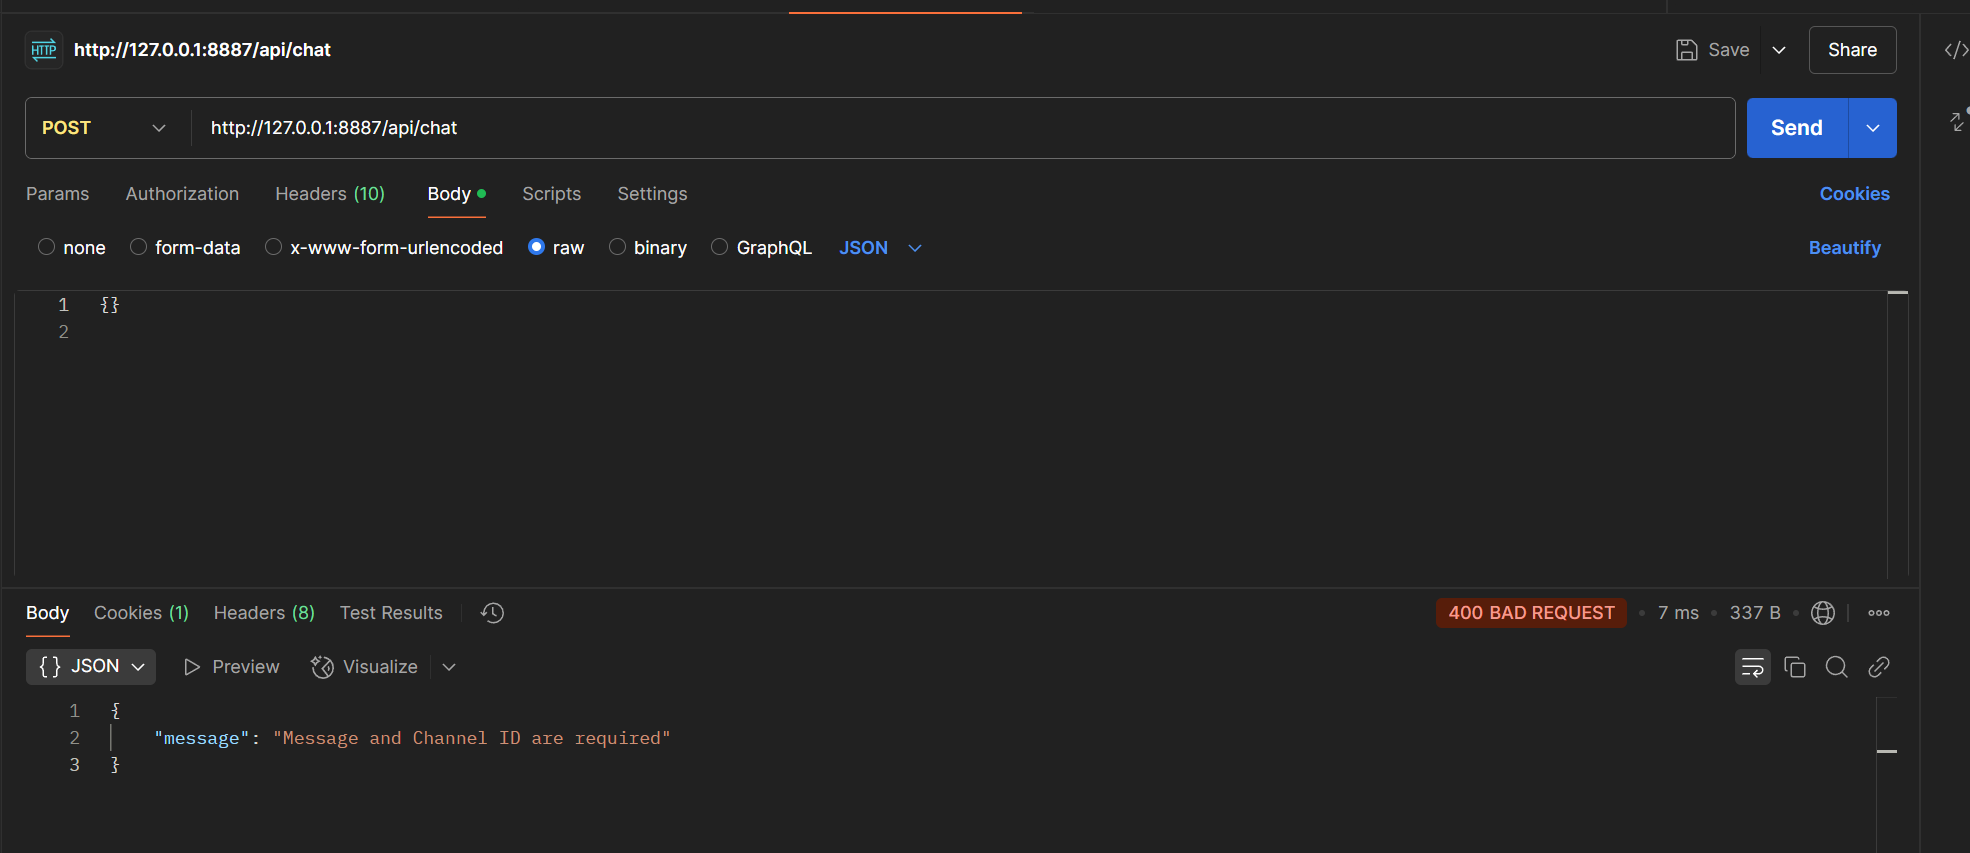 HTTP http://127.0.0.1:8887/api/chat Save Share
POST http://127.0.0.1:8887/api/chat Send
Params Authorization Headers (10) Body Scripts Settings Cookies
none form-data x-www-form-urlencoded raw binary GraphQL JSON Beautify
1 {}
2
Body Cookies (1) Headers (8) Test Results 400 BAD REQUEST • 7 ms • 337 B •
{} JSON Preview Visualize
1 {
2 "message": "Message and Channel ID are required"
3 }